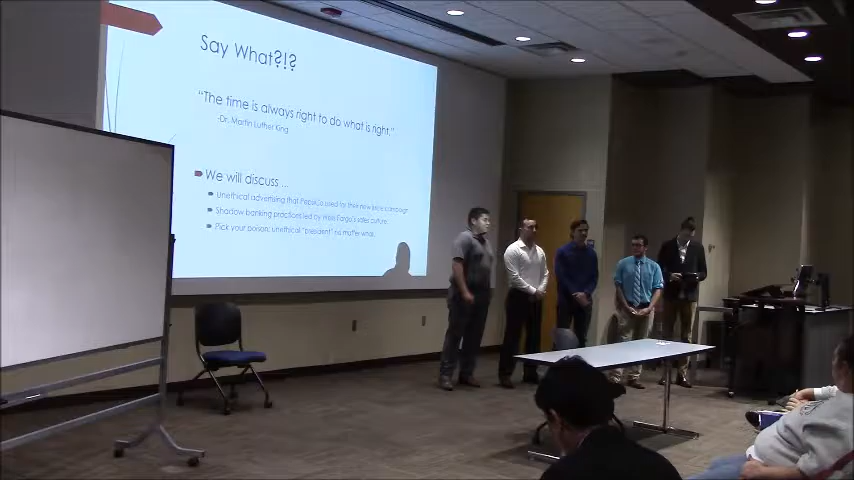 Say What?!?
"The time is always right to do what is right."
-Dr. Martin Luther King
We will discuss ...
Unethical advertising that PepsiCo used for their new online campaign
Shadow banking practices led by Wells Fargo's sales culture.
Pick your poison: unethical "president" no matter what.